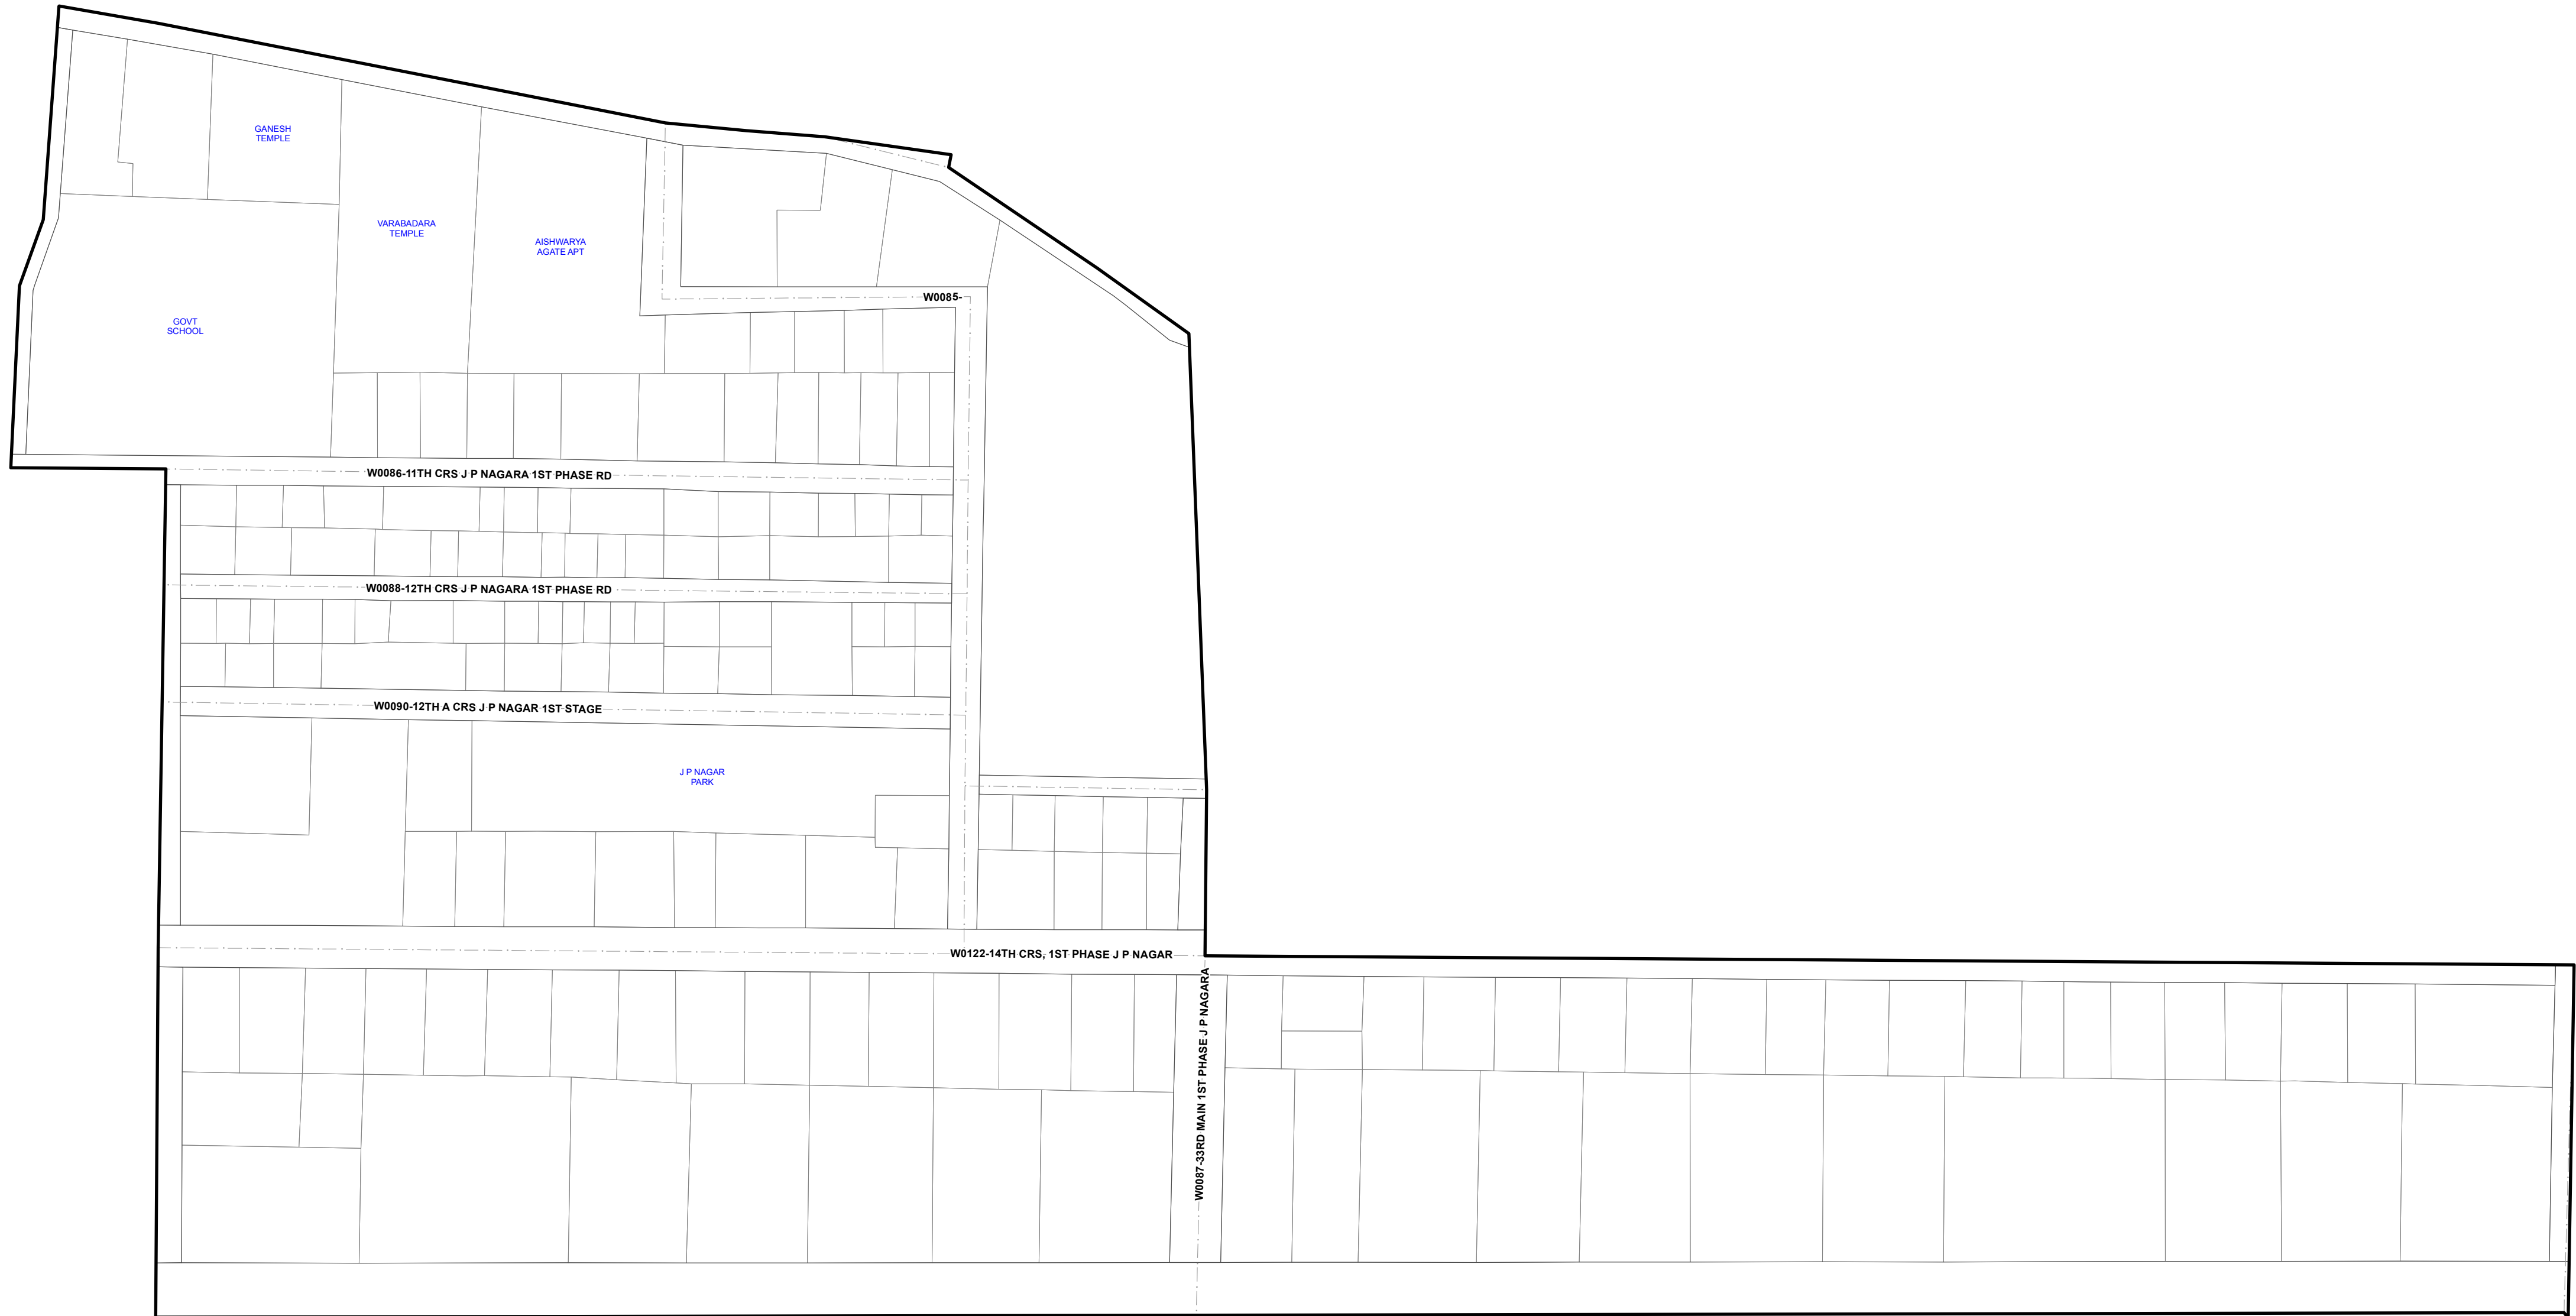 GANESH
TEMPLE
VARABADARA
TEMPLE
AISHWARYA
AGATE APT
W0085-
GOVT
SCHOOL
W0086-11TH CRS J P NAGARA 1ST PHASE RD
W0088-12TH CRS J P NAGARA 1ST PHASE RD
W0090-12TH A CRS J P NAGAR 1ST STAGE
J P NAGAR
PARK
W0122-14TH CRS, 1ST PHASE J P NAGAR
W0087-33RD MAIN 1ST PHASE J P NAGARA